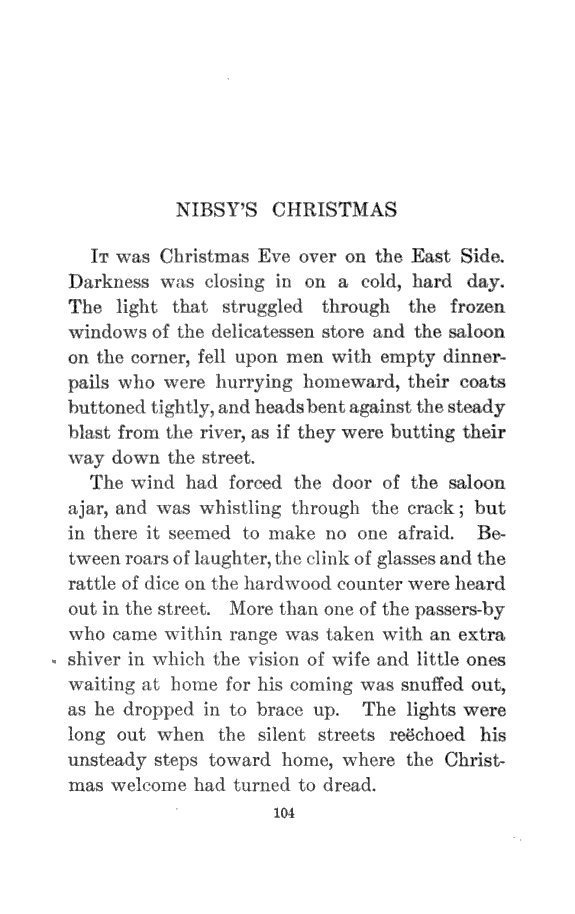 NIBSY'S CHRISTMAS
It was Christmas Eve over on the East Side.
Darkness was closing in on a cold, hard day.
The light that struggled through the frozen
windows of the delicatessen store and the saloon
on the corner, fell upon men with empty dinner-
pails who were hurrying homeward, their coats
buttoned tightly, and heads bent against the steady
blast from the river, as if they were butting their
way down the street.
The wind had forced the door of the saloon
ajar, and was whistling through the crack; but
in there it seemed to make no one afraid. Be-
tween roars of laughter, the clink of glasses and the
rattle of dice on the hardwood counter were heard
out in the street. More than one of the passers-by
who came within range was taken with an extra
shiver in which the vision of wife and little ones
waiting at home for his coming was snuffed out,
as he dropped in to brace up. The lights were
long out when the silent streets reëchoed his
unsteady steps toward home, where the Christ-
mas welcome had turned to dread.
104